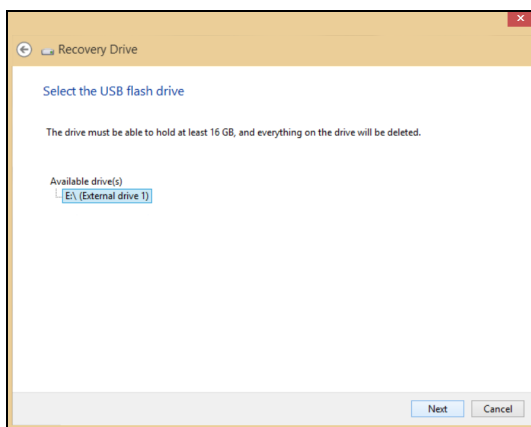 Recovery Drive
Select the USB flash drive
The drive must be able to hold at least 16 GB, and everything on the drive will be deleted.
Available drive(s)
E:\ (External drive 1)
Next Cancel